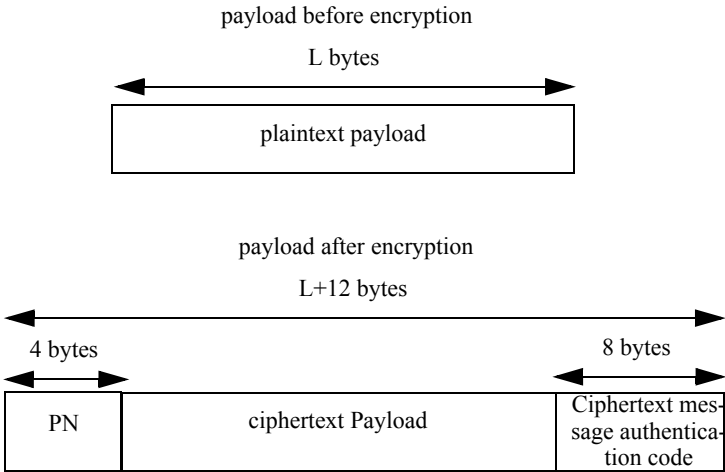 payload before encryption
L bytes
plaintext payload
payload after encryption
L+12 bytes
4 bytes
8 bytes
PN
ciphertext Payload
Ciphertext mes-
sage authentica-
tion code